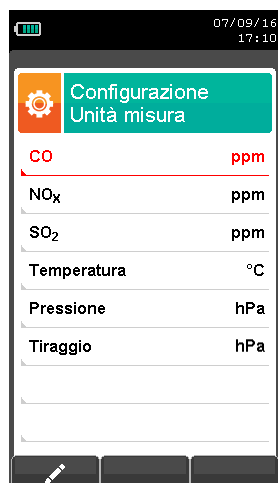 07/09/16
17:10
Configurazione
Unità misura
CO ppm
NOX ppm
SO2 ppm
Temperatura °C
Pressione hPa
Tiraggio hPa